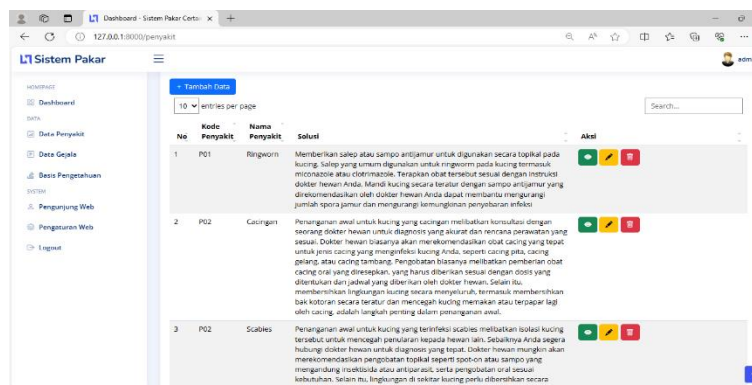 Dashboard - Sistem Pakar Certai
127.0.0.1:8000/penyakit
Sistem Pakar
adm
HOMEPAGE
Dashboard
DATA
Data Penyakit
Data Gejala
Basis Pengetahuan
SYSTEM
Pengunjung Web
Pengaturan Web
Logout
+ Tambah Data
10 entries per page
Search...
No Kode Penyakit Nama Penyakit Solusi Aksi
1 P01 Ringworn Memberikan salep atau sampo antijamur untuk digunakan secara topikal pada
kucing. Salep yang umum digunakan untuk ringworm pada kucing termasuk
miconazole atau clotrimazole. Terapkan obat tersebut sesuai dengan instruksi
dokter hewan Anda. Mandi kucing secara teratur dengan sampo antijamur yang
direkomendasikan oleh dokter hewan Anda dapat membantu mengurangi
jumlah spora jamur dan mengurangi kemungkinan penyebaran infeksi
2 P02 Cacingan Penanganan awal untuk kucing yang cacingan melibatkan konsultasi dengan
seorang dokter hewan untuk diagnosis yang akurat dan rencana perawatan yang
sesuai. Dokter hewan biasanya akan merekomendasikan obat cacing yang tepat
untuk jenis cacing yang menginfeksi kucing Anda, seperti cacing pita, cacing
gelang, atau cacing tambang. Pengobatan biasanya melibatkan pemberian obat
cacing oral yang diresepkan, yang harus diberikan sesuai dengan dosis yang
ditentukan dan jadwal yang diberikan oleh dokter hewan. Selain itu,
membersihkan lingkungan kucing secara menyeluruh, termasuk membersihkan
bak kotoran secara teratur dan mencegah kucing memakan atau terpapar lagi
oleh cacing, adalah langkah penting dalam penanganan awal.
3 P02 Scabies Penanganan awal untuk kucing yang terinfeksi scabies melibatkan isolasi kucing
tersebut untuk mencegah penularan kepada hewan lain. Sebaiknya Anda segera
hubungi dokter hewan untuk diagnosis yang tepat. Dokter hewan mungkin akan
merekomendasikan pengobatan topikal seperti spot-on atau sampo yang
mengandung insektisida atau antiparasit, serta pengobatan oral sesuai
kebutuhan. Selain itu, lingkungan di sekitar kucing perlu dibersihkan secara